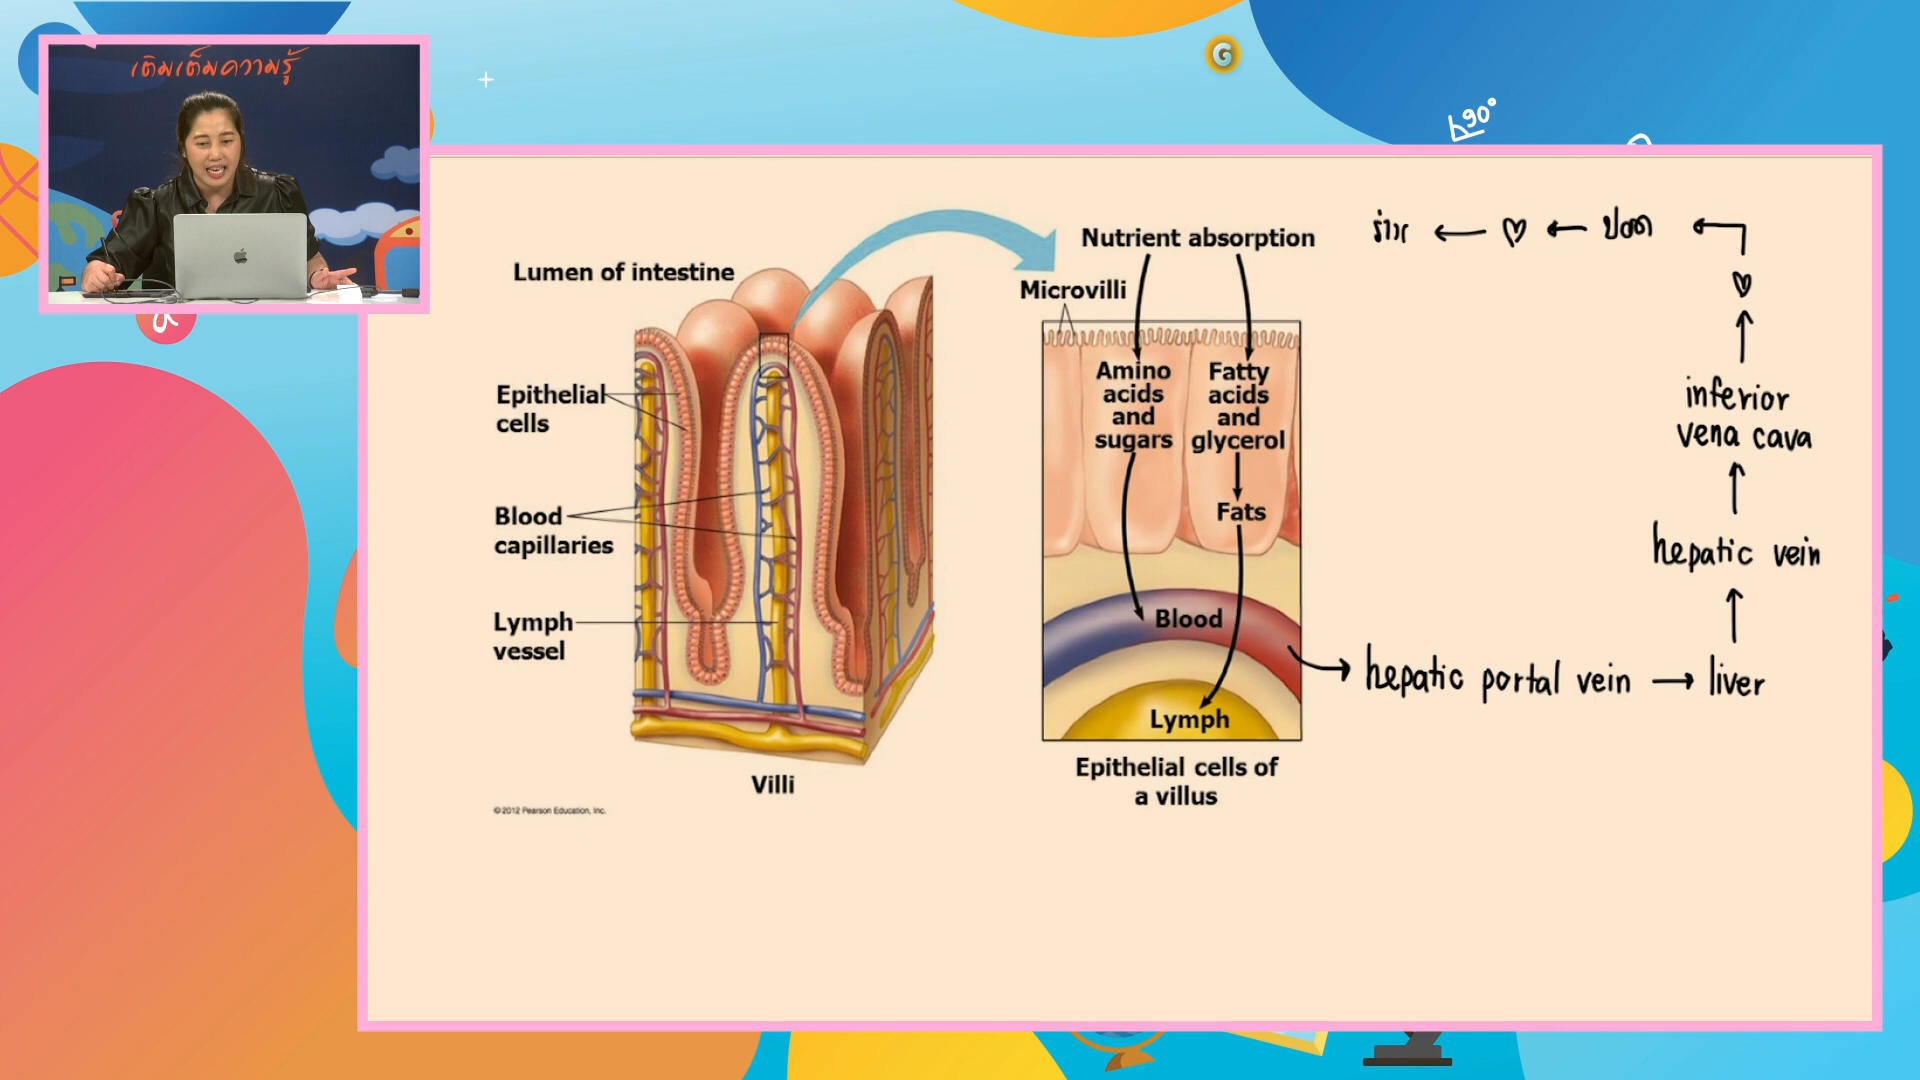 เติมเต็มความรู้
G
90°
Lumen of intestine
Epithelial
cells
Blood
capillaries
Lymph
vessel
Villi
©2012 Pearson Education, Inc.
Nutrient absorption
Microvilli
Amino
acids
and
sugars
Fatty
acids
and
glycerol
Fats
Blood
Lymph
Epithelial cells of
a villus
hepatic portal vein → liver
hepatic vein
inferior
vena cava
♡
ร่างกาย ← ♡ ← ปอด